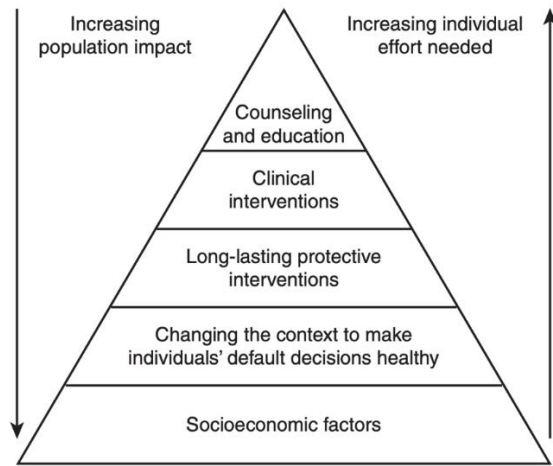 Increasing
population impact
Increasing individual
effort needed
Counseling
and education
Clinical
interventions
Long-lasting protective
interventions
Changing the context to make
individuals’ default decisions healthy
Socioeconomic factors